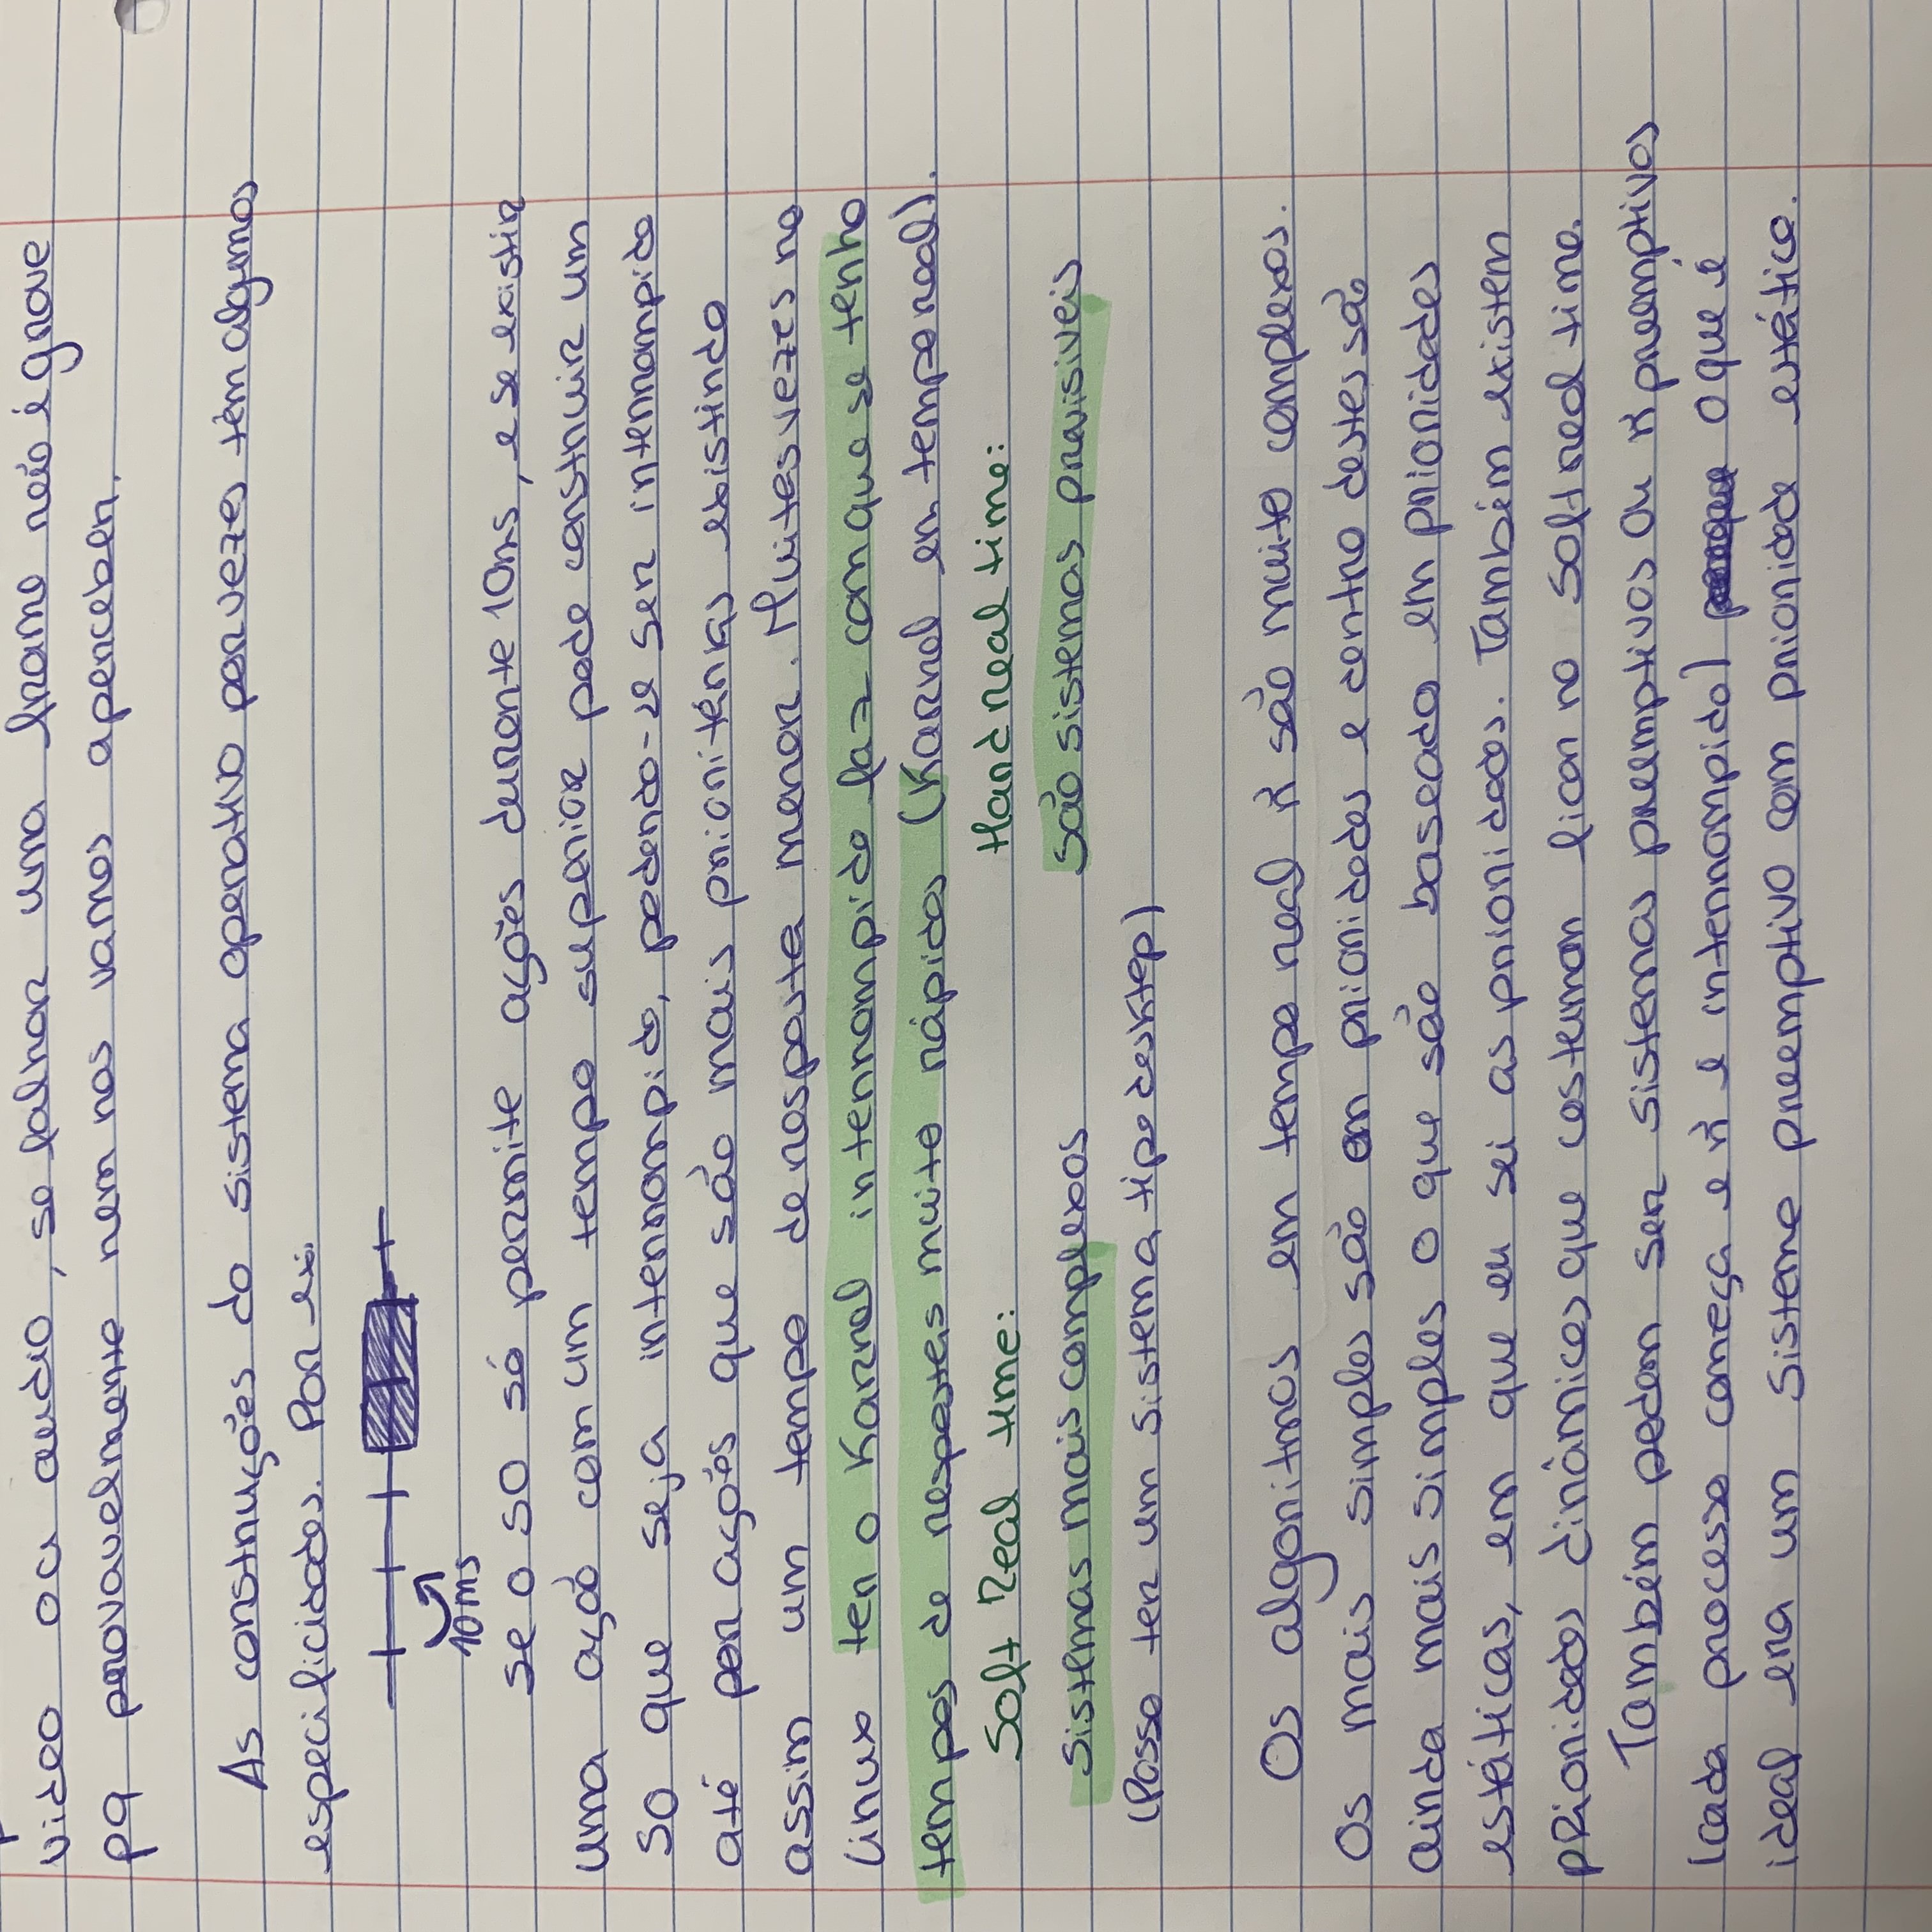 video ou audio, se falhar uma frame não é grave
pq provavelmente nem nos vamos aperceber.
As construções do sistema operativo por vezes têm algumas
especificidades. Por ex:
10ms
se o SO só permite ações durante 10ms, e se existir
uma ação com um tempo superior pode construir um
so que seja interrompido, podendo-se ser interrompido
até por ações que são mais prioritárias existindo
assim um tempo de resposta menor. Muitas vezes no
linux ter o Karnel interrompido faz com que se tenha
tempos de respostas muito rápidos (Karnel em tempo real).
Soft Real time: Hard real time:
sistemas mais complexos são sistemas previsiveis
(Posso ter um sistema tipo desktop)
Os algoritmos em tempo real ñ são muito complexos.
Os mais simples são em prioridades e dentro destes são
ainda mais simples o que são baseado em prioridades
estáticas, em que eu sei as prioridades. Também existem
prioridades dinâmicas que costumam ficar no soft real time.
Também podem ser sistemas preemptivos ou ñ preemptivos
(cada processo começa e ñ é interrompido) o que é
ideal era um sistema preemptivo com prioridade estática.